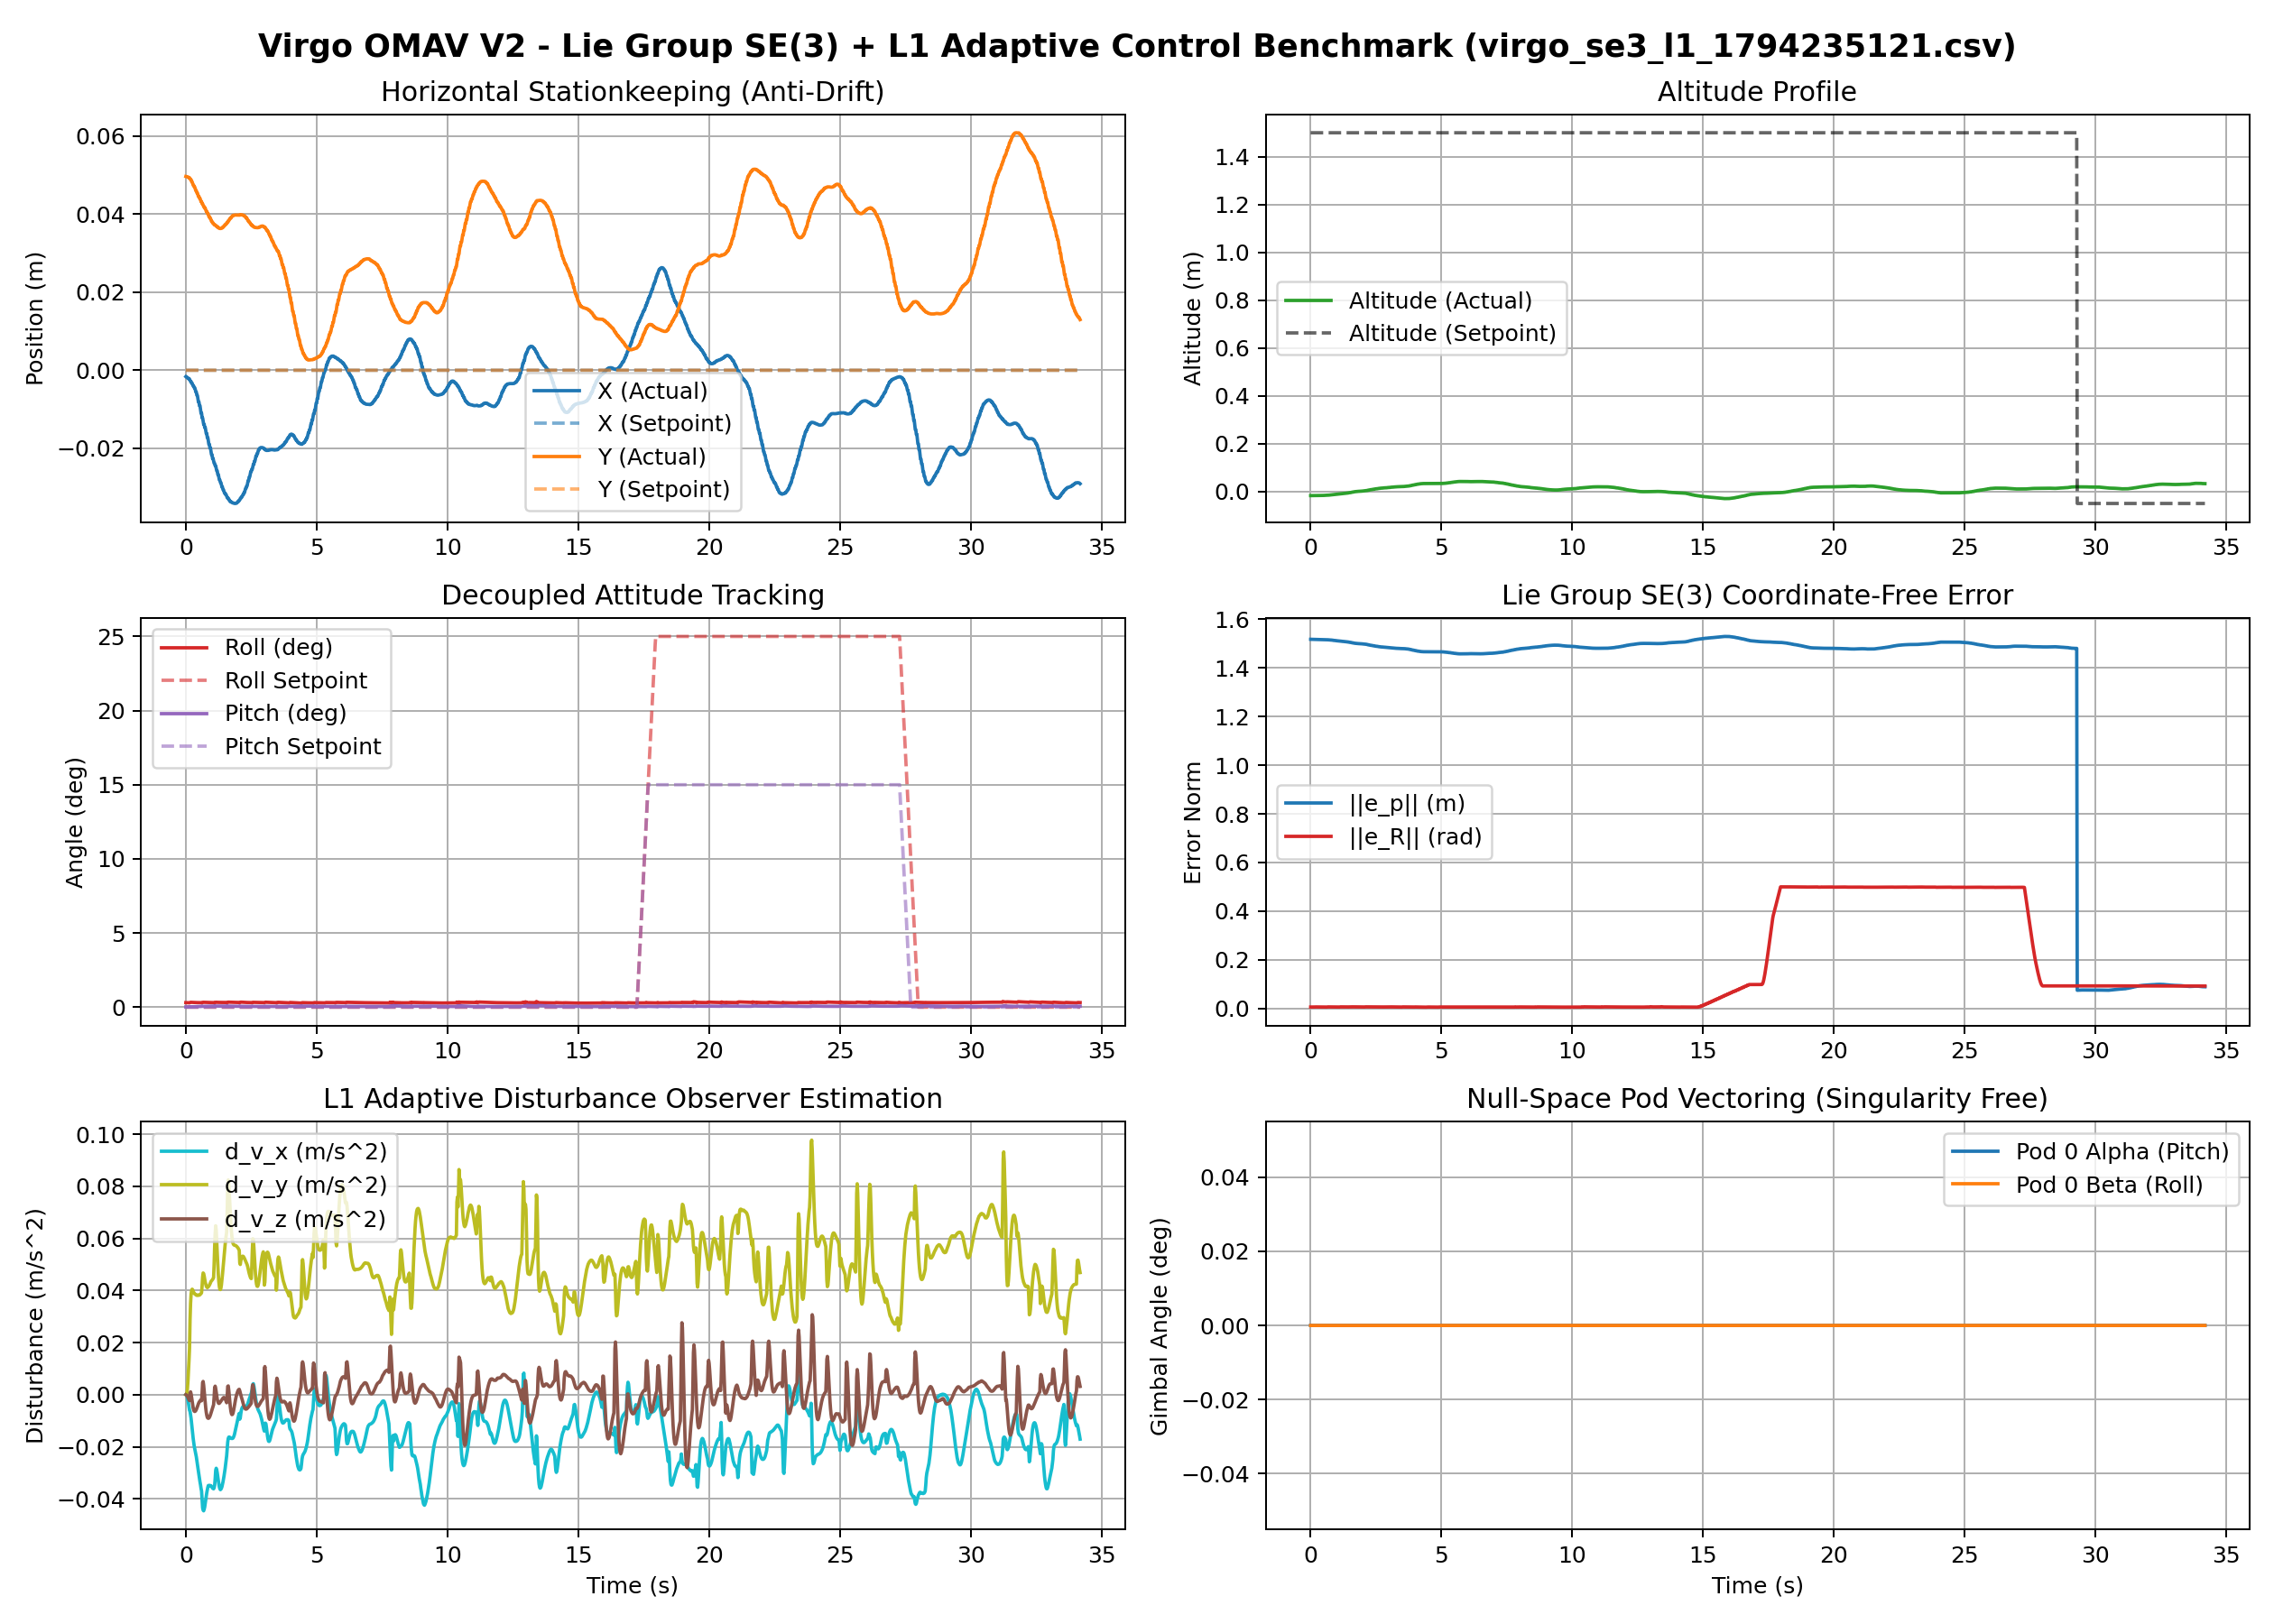 Virgo OMAV V2 - Lie Group SE(3) + L1 Adaptive Control Benchmark (virgo_se3_l1_1794235121.csv)
Horizontal Stationkeeping (Anti-Drift)
Position (m)
0.06
0.04
0.02
0.00
−0.02
X (Actual)
X (Setpoint)
Y (Actual)
Y (Setpoint)
0 5 10 15 20 25 30 35
Altitude Profile
Altitude (m)
1.4
1.2
1.0
0.8
0.6
0.4
0.2
0.0
Altitude (Actual)
Altitude (Setpoint)
0 5 10 15 20 25 30 35
Decoupled Attitude Tracking
Angle (deg)
25
20
15
10
5
0
Roll (deg)
Roll Setpoint
Pitch (deg)
Pitch Setpoint
0 5 10 15 20 25 30 35
Lie Group SE(3) Coordinate-Free Error
Error Norm
1.6
1.4
1.2
1.0
0.8
0.6
0.4
0.2
0.0
||e_p|| (m)
||e_R|| (rad)
0 5 10 15 20 25 30 35
L1 Adaptive Disturbance Observer Estimation
Disturbance (m/s^2)
0.10
0.08
0.06
0.04
0.02
0.00
−0.02
−0.04
d_v_x (m/s^2)
d_v_y (m/s^2)
d_v_z (m/s^2)
0 5 10 15 20 25 30 35
Time (s)
Null-Space Pod Vectoring (Singularity Free)
Gimbal Angle (deg)
0.04
0.02
0.00
−0.02
−0.04
Pod 0 Alpha (Pitch)
Pod 0 Beta (Roll)
0 5 10 15 20 25 30 35
Time (s)